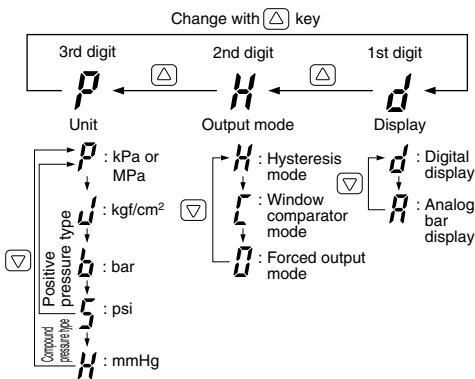 Change with △ key
3rd digit 2nd digit 1st digit
△ △
P H d
Unit Output mode Display
P : kPa or MPa
J : kgf/cm²
b : bar
5 : psi
H : mmHg
▽
Positive pressure type
Compound pressure type
H : Hysteresis mode
C : Window comparator mode
0 : Forced output mode
▽
d : Digital display
A : Analog bar display
▽